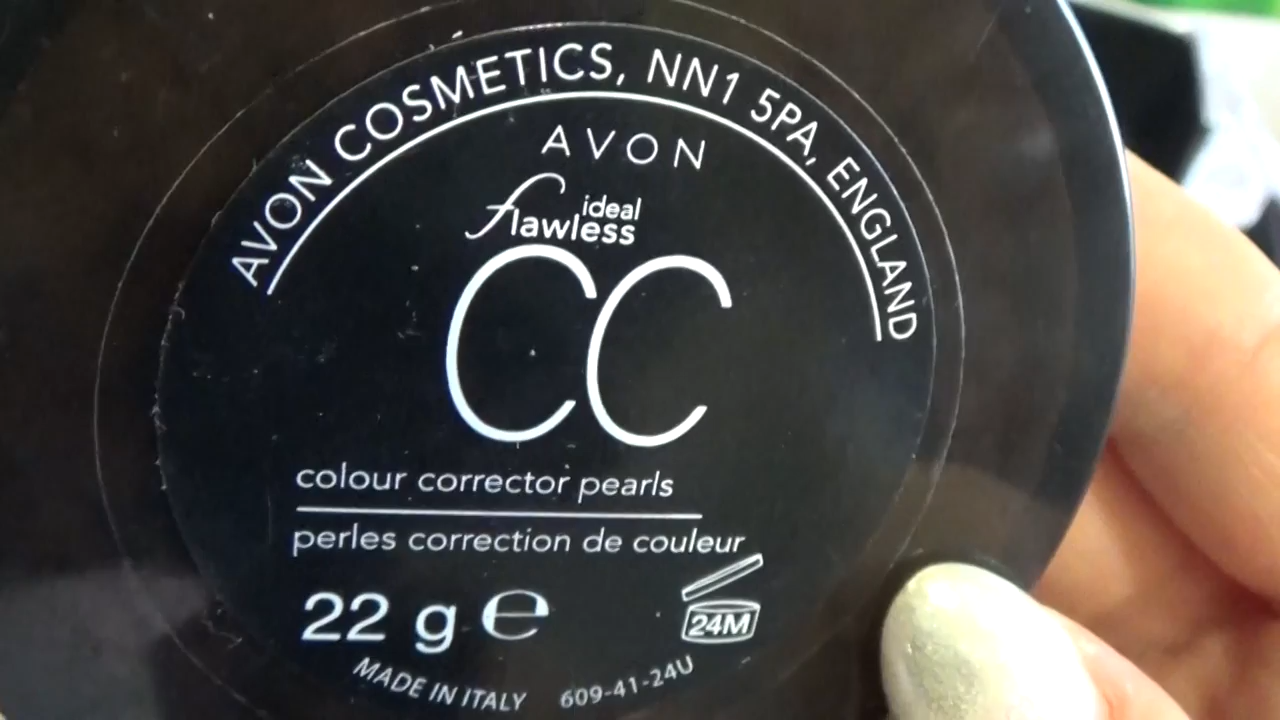 AVON COSMETICS, NN1 5PA, ENGLAND
AVON
ideal
flawless
CC
colour corrector pearls
perles correction de couleur
22 g e
24M
MADE IN ITALY 609-41-24U